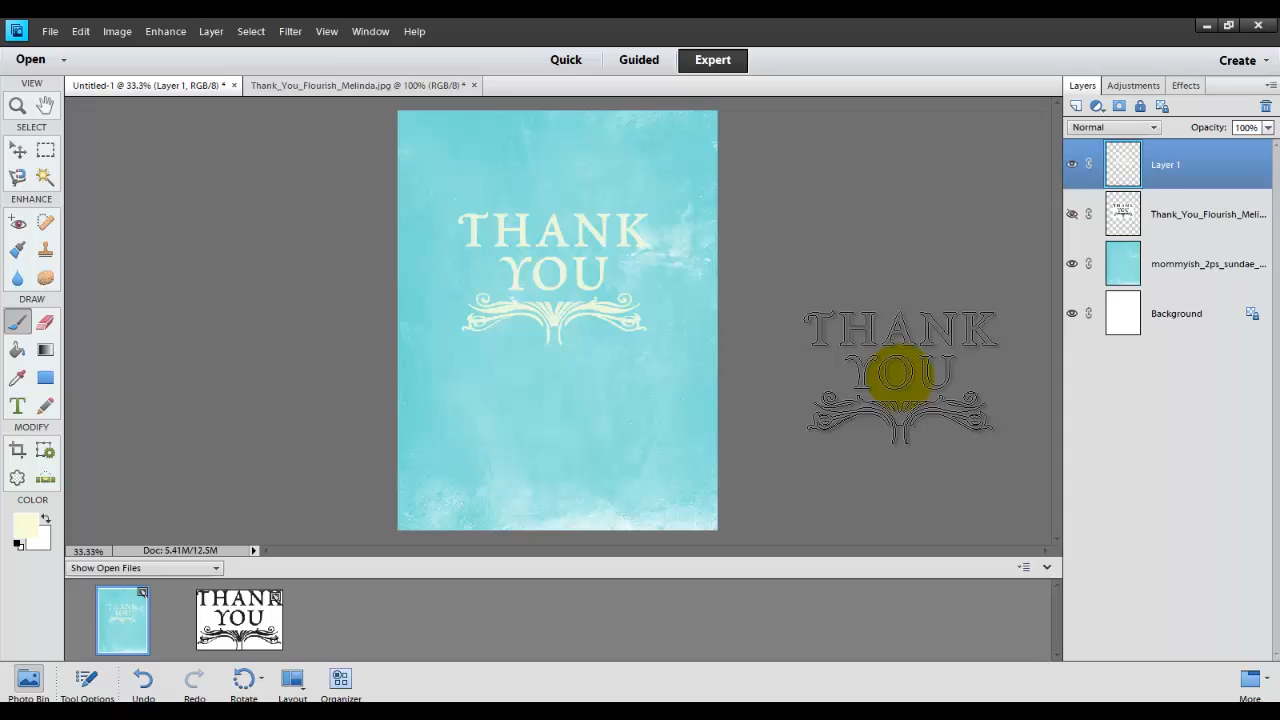 File Edit Image Enhance Layer Select Filter View Window Help
Open Quick Guided Expert Create
VIEW
SELECT
ENHANCE
DRAW
MODIFY
COLOR
Untitled-1 @ 33.3% (Layer 1, RGB/8) * × Thank_You_Flourish_Melinda.jpg @ 100% (RGB/8) * ×
THANK
YOU
THANK
YOU
Layers Adjustments Effects
Normal Opacity: 100%
Layer 1
Thank_You_Flourish_Meli...
mommyish_2ps_sundae_...
Background
33.33% Doc: 5.41M/12.5M
Show Open Files
THANK
YOU
THANK
YOU
Photo Bin Tool Options Undo Redo Rotate Layout Organizer More